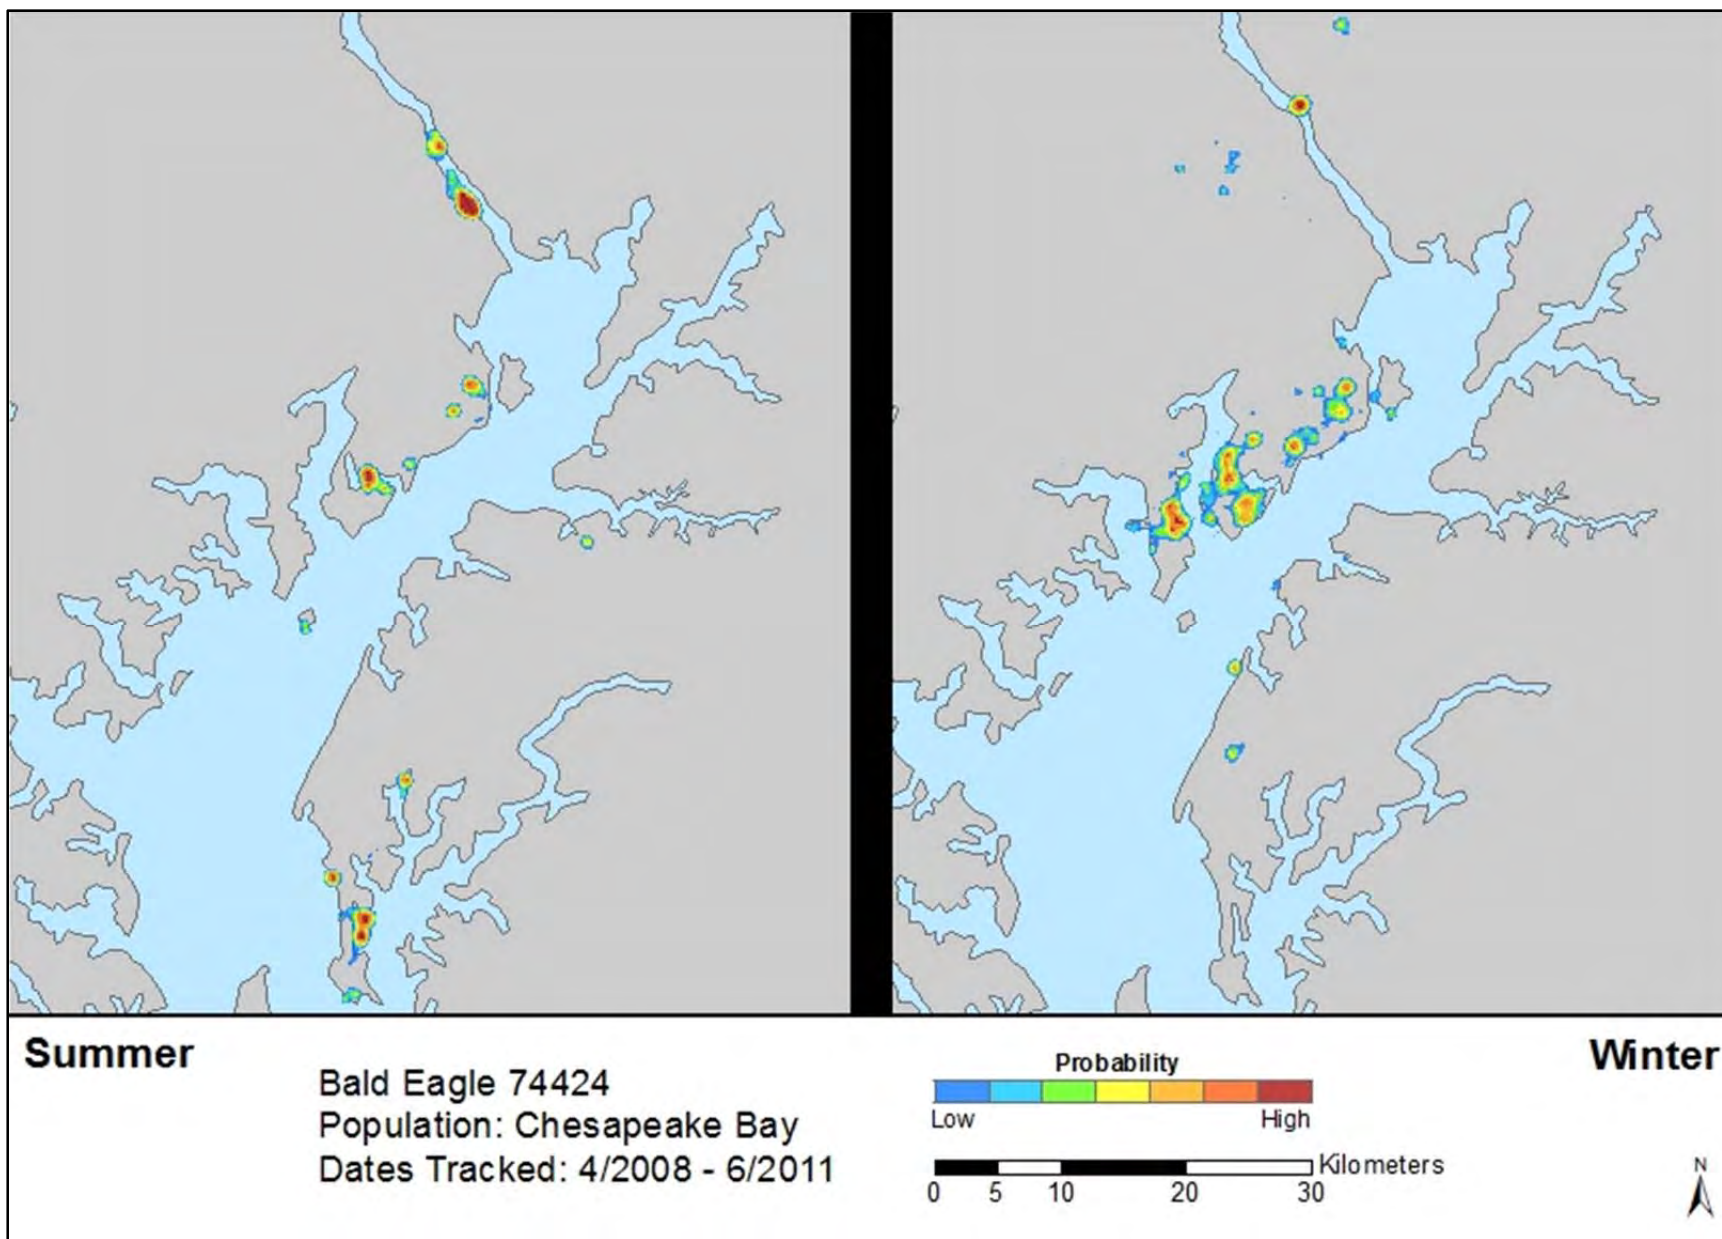 Summer
Winter
Bald Eagle 74424
Population: Chesapeake Bay
Dates Tracked: 4/2008 - 6/2011
Probability
Low High
Kilometers
0 5 10 20 30
N